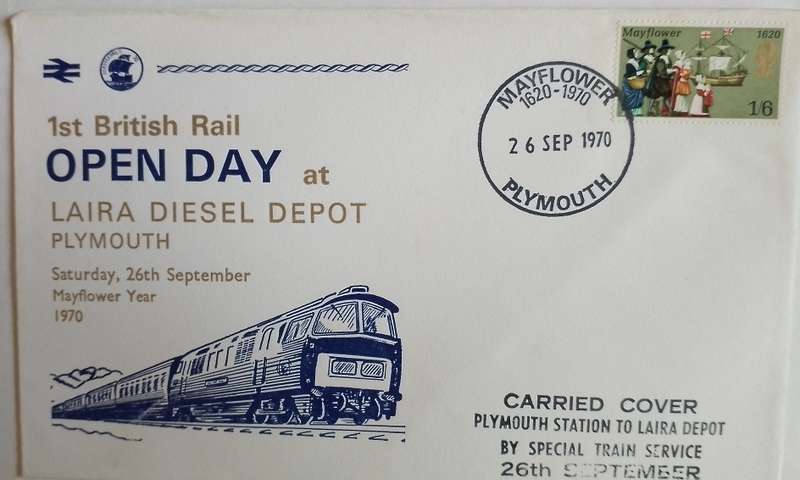 1st British Rail
OPEN DAY at
LAIRA DIESEL DEPOT
PLYMOUTH
Saturday, 26th September
Mayflower Year
1970
MAYFLOWER
1620-1970
26 SEP 1970
PLYMOUTH
Mayflower 1620
1/6
CARRIED COVER
PLYMOUTH STATION TO LAIRA DEPOT
BY SPECIAL TRAIN SERVICE
26th SEPTEMBER